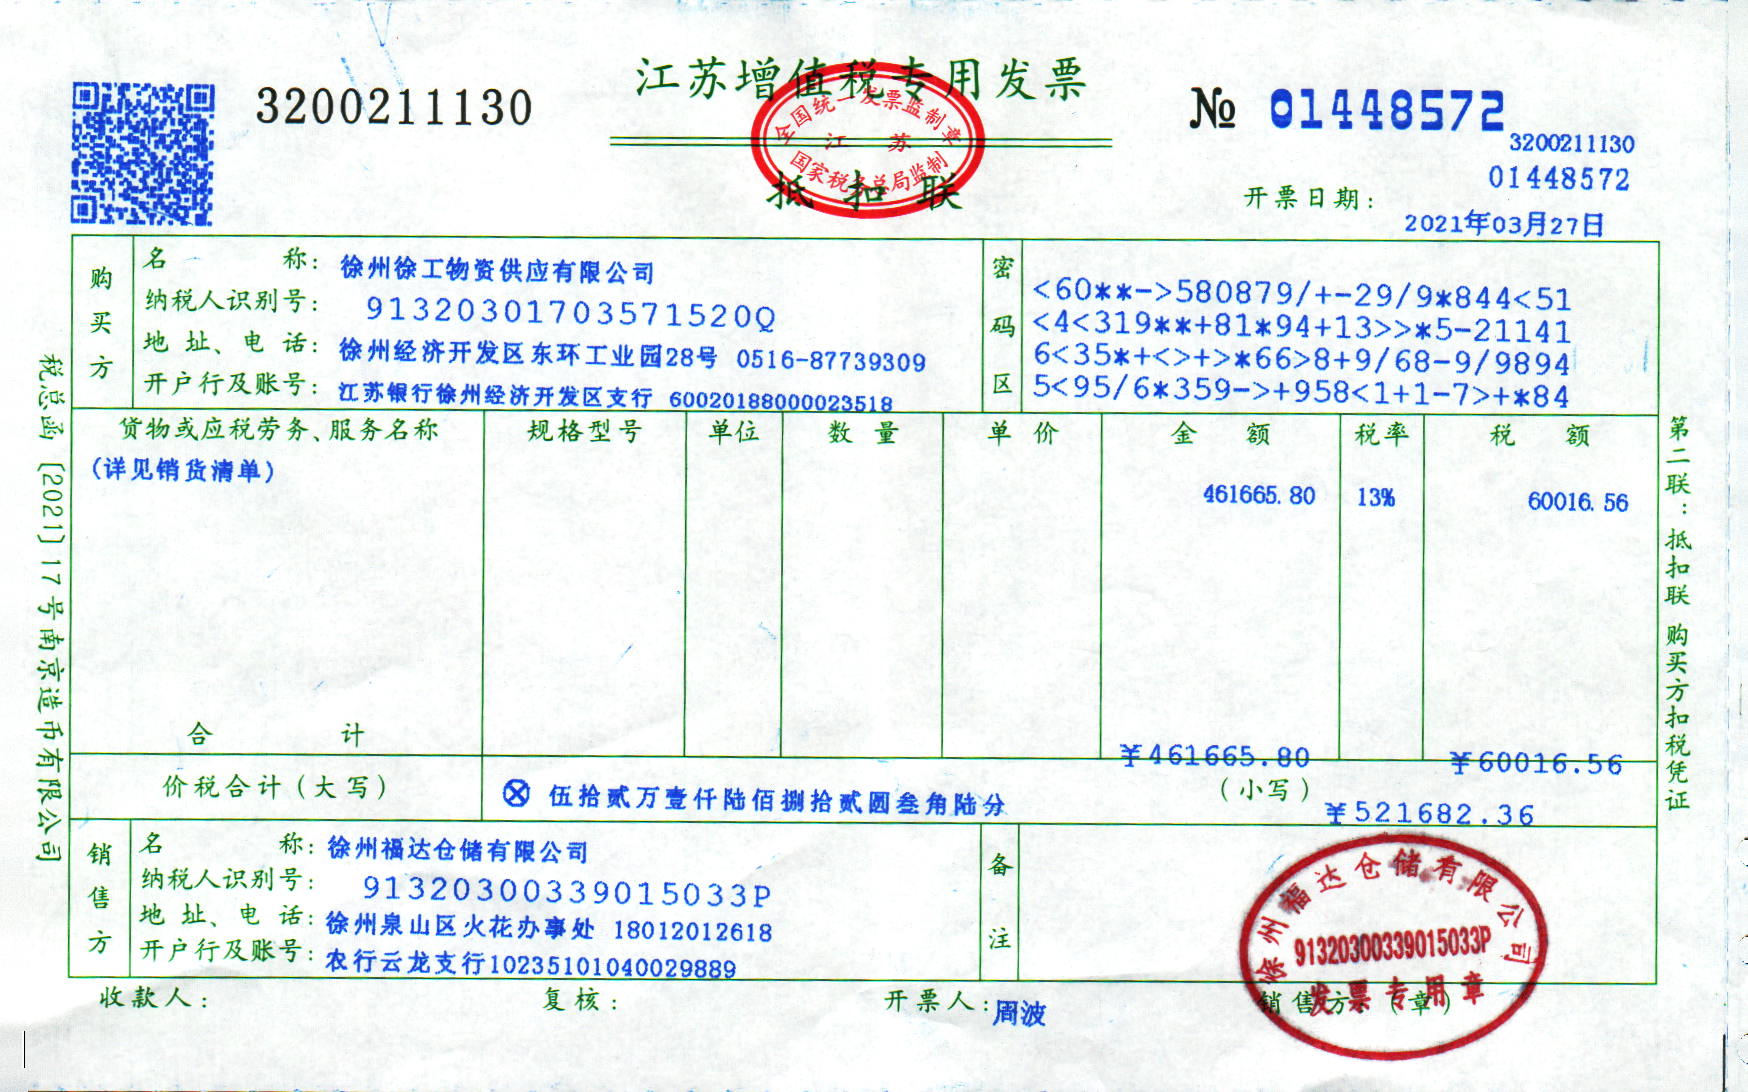 江苏增值税专用发票
3200211130
№ 01448572
3200211130
01448572
全国统一发票监制章
江 苏
国家税务总局监制
抵 扣 联
开票日期：
2021年03月27日
购买方
名 称：徐州徐工物资供应有限公司
纳税人识别号：91320301703571520Q
地 址、电 话：徐州经济开发区东环工业园28号 0516-87739309
开户行及账号：江苏银行徐州经济开发区支行 60020188000023518
密码区
<60**->580879/+-29/9*844<51
<4<319**+81*94+13>>*5-21141
6<35*+<>+>*66>8+9/68-9/9894
5<95/6*359->+958<1+1-7>+*84
货物或应税劳务、服务名称 规格型号 单位 数 量 单 价 金 额 税率 税 额
(详见销货清单)
461665.80 13% 60016.56
合 计
￥461665.80 ￥60016.56
价税合计（大写） ⊗ 伍拾贰万壹仟陆佰捌拾贰圆叁角陆分 （小写） ￥521682.36
销售方
名 称：徐州福达仓储有限公司
纳税人识别号：91320300339015033P
地 址、电 话：徐州泉山区火花办事处 18012012618
开户行及账号：农行云龙支行10235101040029889
备注
徐州福达仓储有限公司
91320300339015033P
发票专用章
收款人： 复核： 开票人：周波 销售方：（章）
税总函〔2021〕17号南京造币有限公司
第二联：抵扣联 购买方扣税凭证